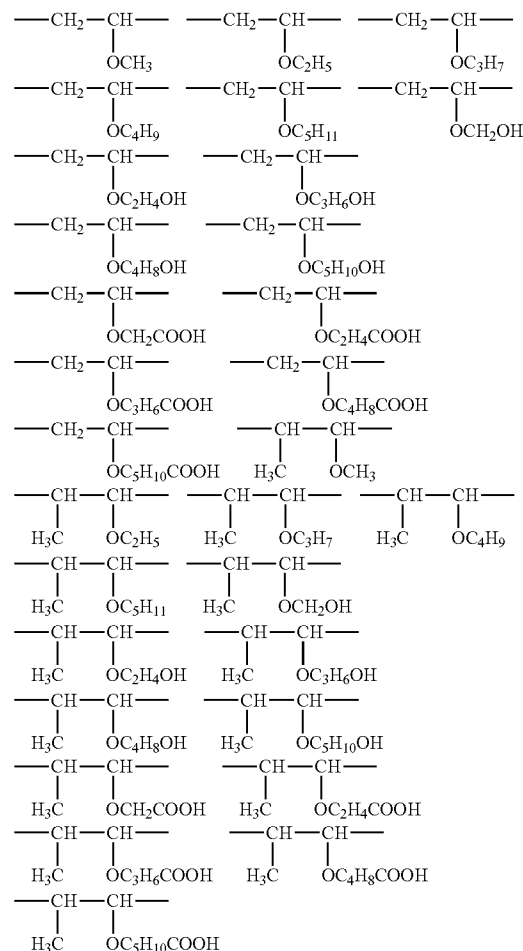 CH₂ CH CH₂ CH CH₂ CH
OCH₃ OC₂H₅ OC₃H₇
CH₂ CH CH₂ CH CH₂ CH
OC₄H₉ OC₅H₁₁ OCH₂OH
CH₂ CH CH₂ CH
OC₂H₄OH OC₃H₆OH
CH₂ CH CH₂ CH
OC₄H₈OH OC₅H₁₀OH
CH₂ CH CH₂ CH
OCH₂COOH OC₂H₄COOH
CH₂ CH CH₂ CH
OC₃H₆COOH OC₄H₈COOH
CH₂ CH CH CH
OC₅H₁₀COOH H₃C OCH₃
CH CH CH CH CH CH
H₃C OC₂H₅ H₃C OC₃H₇ H₃C OC₄H₉
CH CH CH CH
H₃C OC₅H₁₁ H₃C OCH₂OH
CH CH CH CH
H₃C OC₂H₄OH H₃C OC₃H₆OH
CH CH CH CH
H₃C OC₄H₈OH H₃C OC₅H₁₀OH
CH CH CH CH
H₃C OCH₂COOH H₃C OC₂H₄COOH
CH CH CH CH
H₃C OC₃H₆COOH H₃C OC₄H₈COOH
CH CH
H₃C OC₅H₁₀COOH